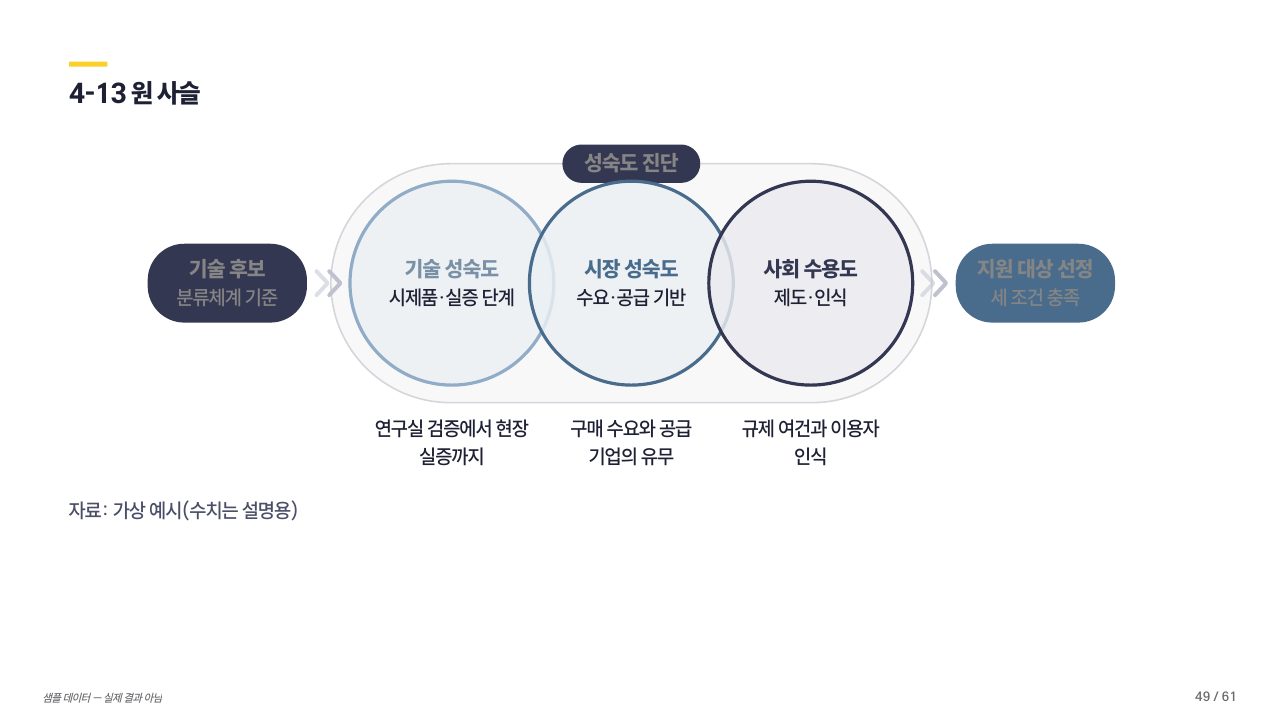 4-13 원 사슬
성숙도 진단
기술 후보
분류체계 기준
기술 성숙도
시제품·실증 단계
시장 성숙도
수요·공급 기반
사회 수용도
제도·인식
지원 대상 선정
세 조건 충족
연구실 검증에서 현장
실증까지
구매 수요와 공급
기업의 유무
규제 여건과 이용자
인식
자료: 가상 예시(수치는 설명용)
샘플 데이터 — 실제 결과 아님
49 / 61